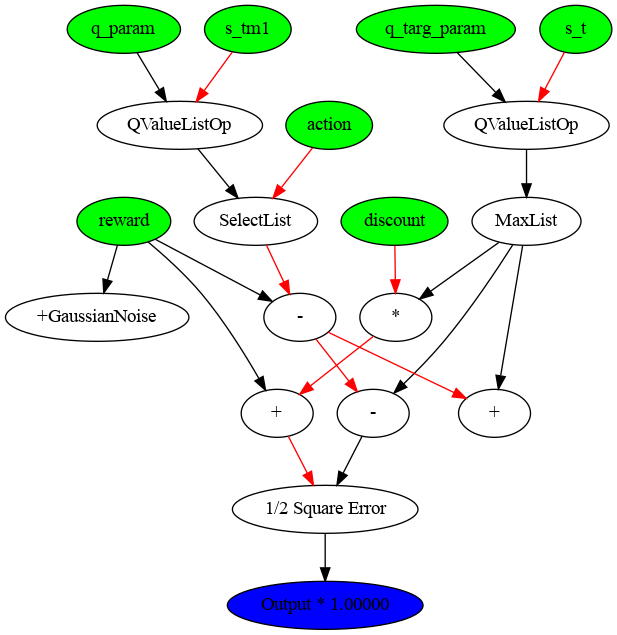 q_param
s_tm1
q_targ_param
s_t
QValueListOp
action
QValueListOp
reward
SelectList
discount
MaxList
+GaussianNoise
-
*
+
-
+
1/2 Square Error
Output * 1.00000